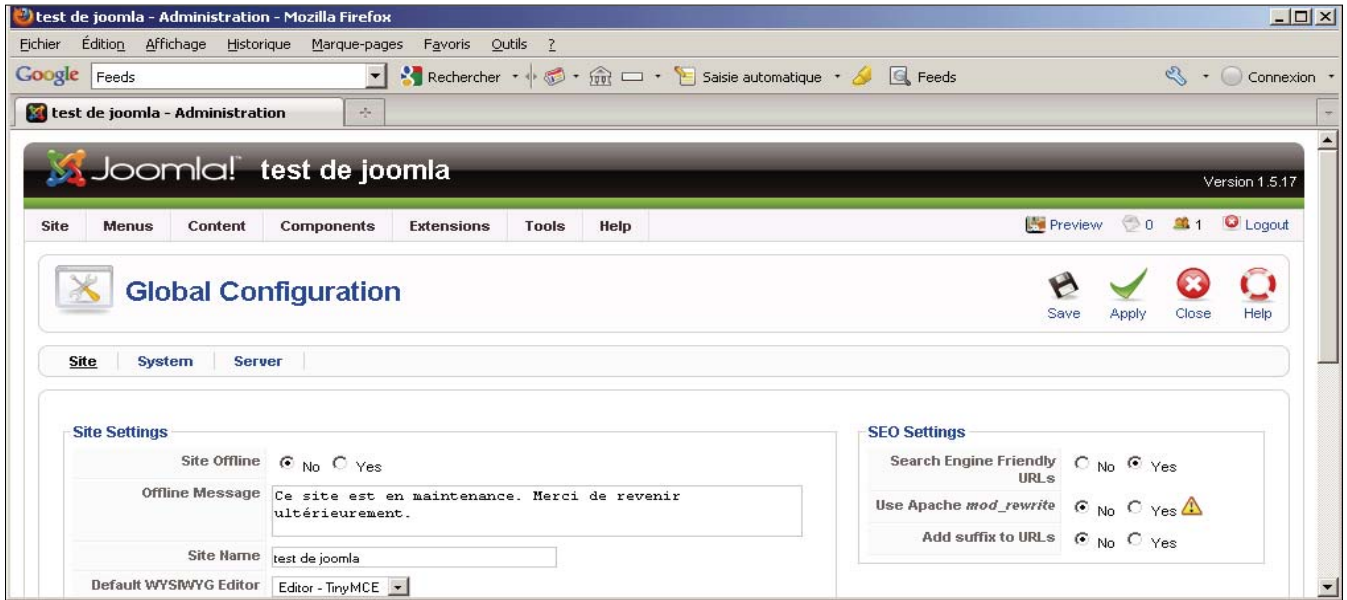 test de joomla - Administration - Mozilla Firefox
Fichier Édition Affichage Historique Marque-pages Favoris Outils ?
Google Feeds Rechercher Saisie automatique Feeds Connexion
test de joomla - Administration
Joomla! test de joomla
Version 1.5.17
Site Menus Content Components Extensions Tools Help Preview 0 1 Logout
Global Configuration
Save Apply Close Help
Site System Server
Site Settings
Site Offline No Yes
Offline Message Ce site est en maintenance. Merci de revenir
ultérieurement.
Site Name test de joomla
Default WYSIWYG Editor Editor - TinyMCE
SEO Settings
Search Engine Friendly
URLs No Yes
Use Apache mod_rewrite No Yes
Add suffix to URLs No Yes